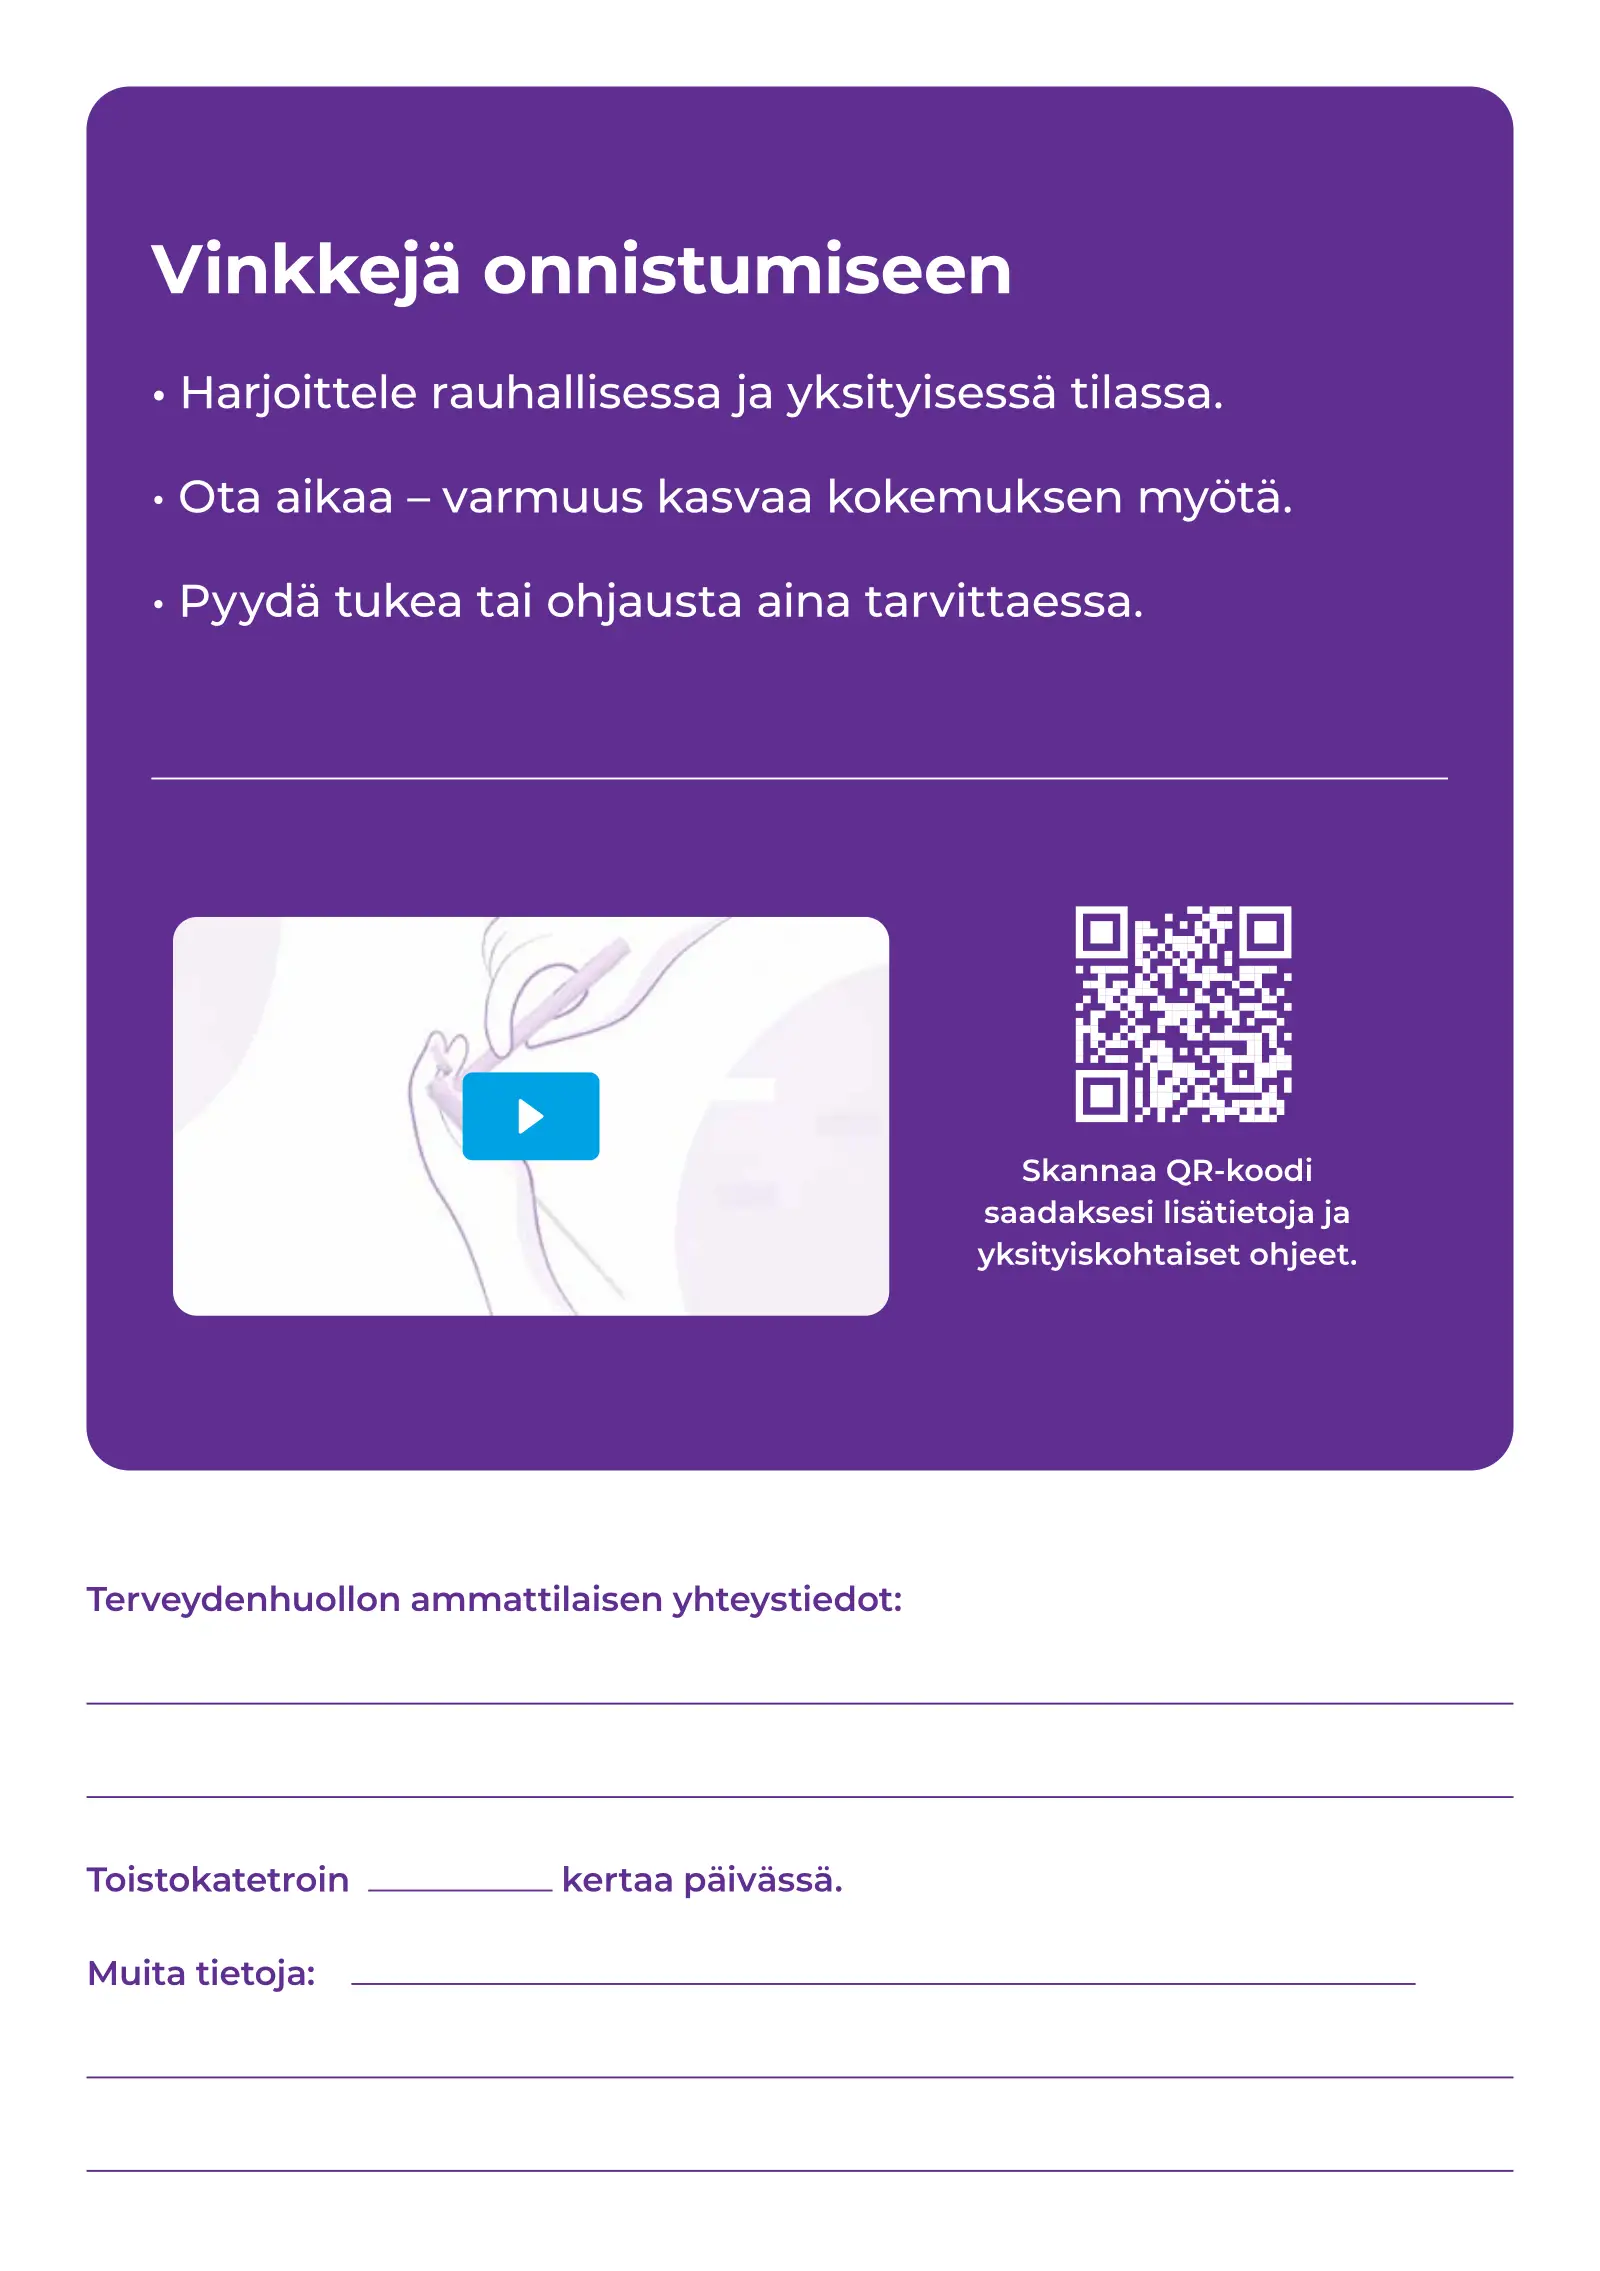 Vinkkejä onnistumiseen
• Harjoittele rauhallisessa ja yksityisessä tilassa.
• Ota aikaa – varmuus kasvaa kokemuksen myötä.
• Pyydä tukea tai ohjausta aina tarvittaessa.
Skannaa QR-koodi
saadaksesi lisätietoja ja
yksityiskohtaiset ohjeet.
Terveydenhuollon ammattilaisen yhteystiedot:
Toistokatetroin ________ kertaa päivässä.
Muita tietoja: